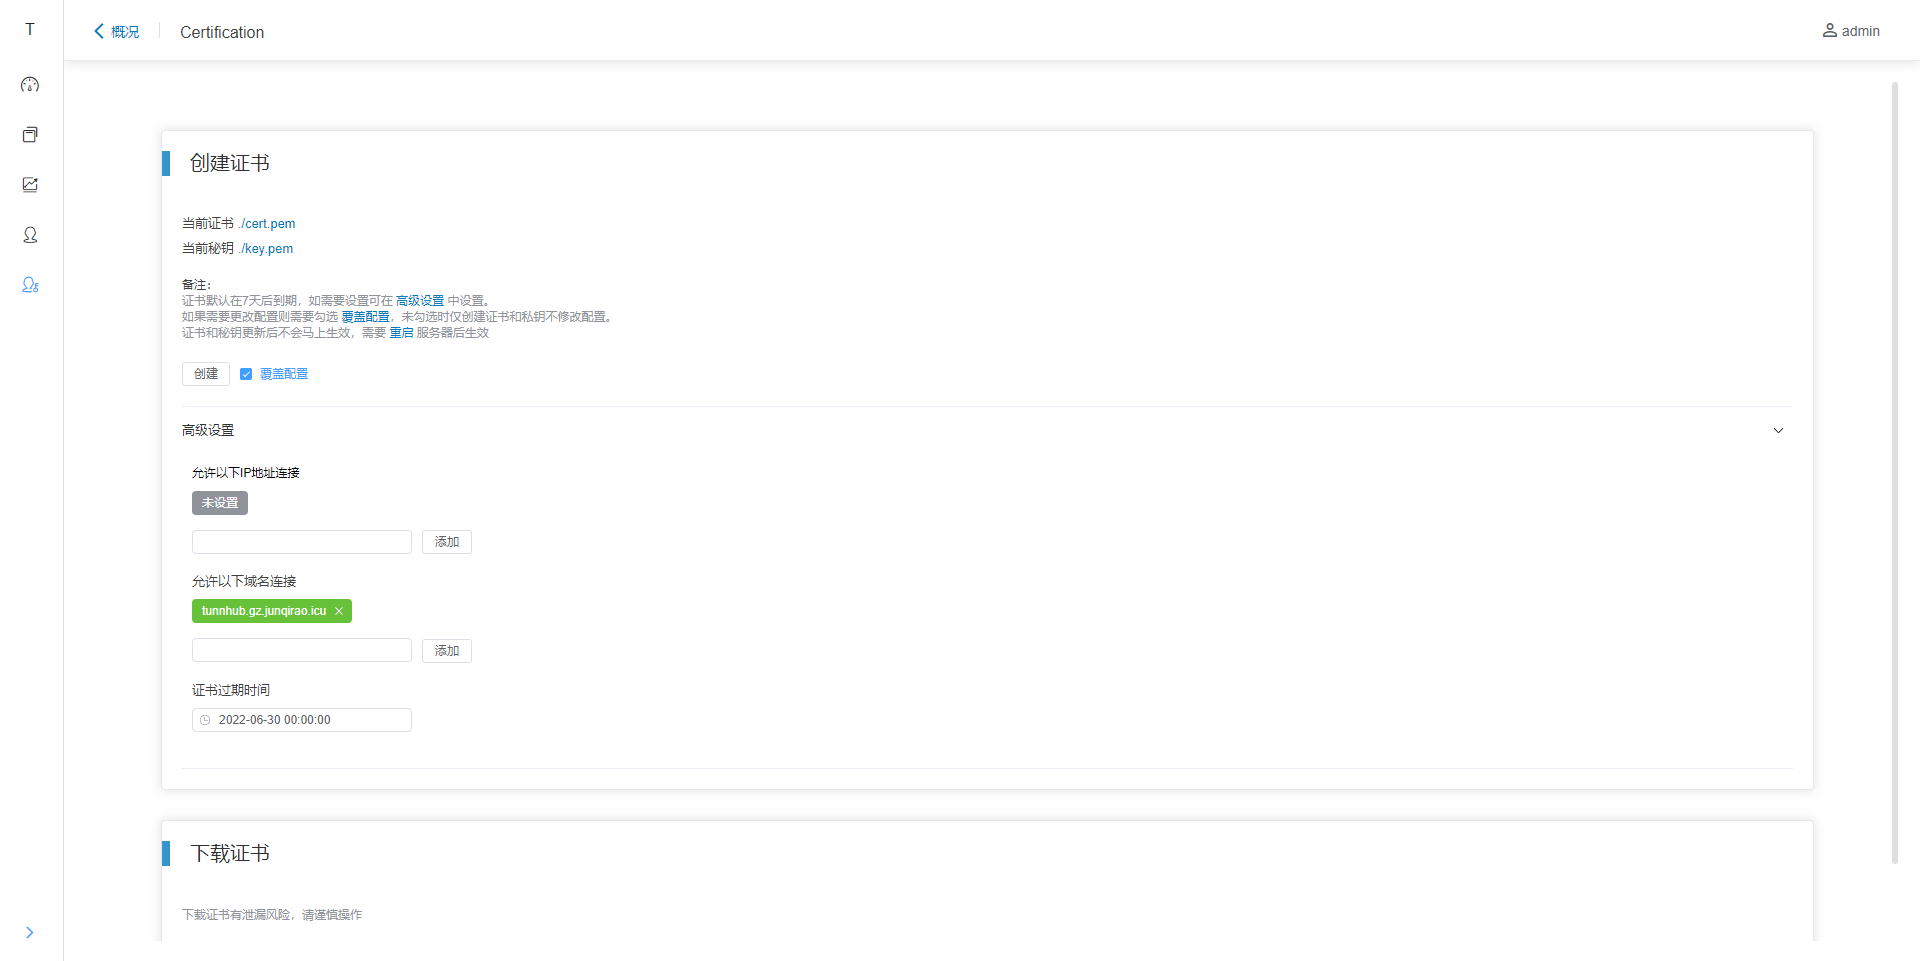 T
概况
Certification
admin
创建证书
当前证书 ./cert.pem
当前秘钥 ./key.pem
备注：
证书默认在7天后到期，如需要设置可在 高级设置 中设置。
如果需要更改配置则需要勾选 覆盖配置，未勾选时仅创建证书和私钥不修改配置。
证书和秘钥更新后不会马上生效，需要 重启 服务器后生效
创建 覆盖配置
高级设置
允许以下IP地址连接
未设置
添加
允许以下域名连接
tunnhub.gz.junqirao.icu
添加
证书过期时间
2022-06-30 00:00:00
下载证书
下载证书有泄漏风险，请谨慎操作